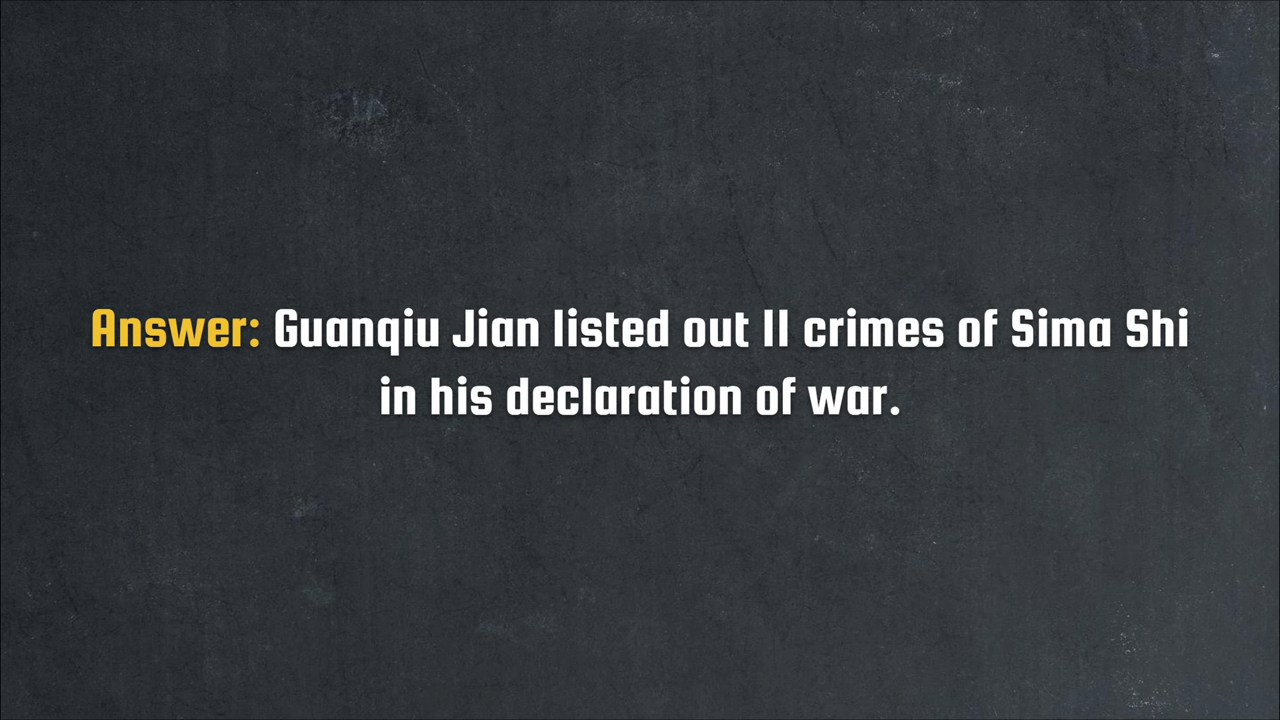 Answer: Guanqiu Jian listed out 11 crimes of Sima Shi
in his declaration of war.